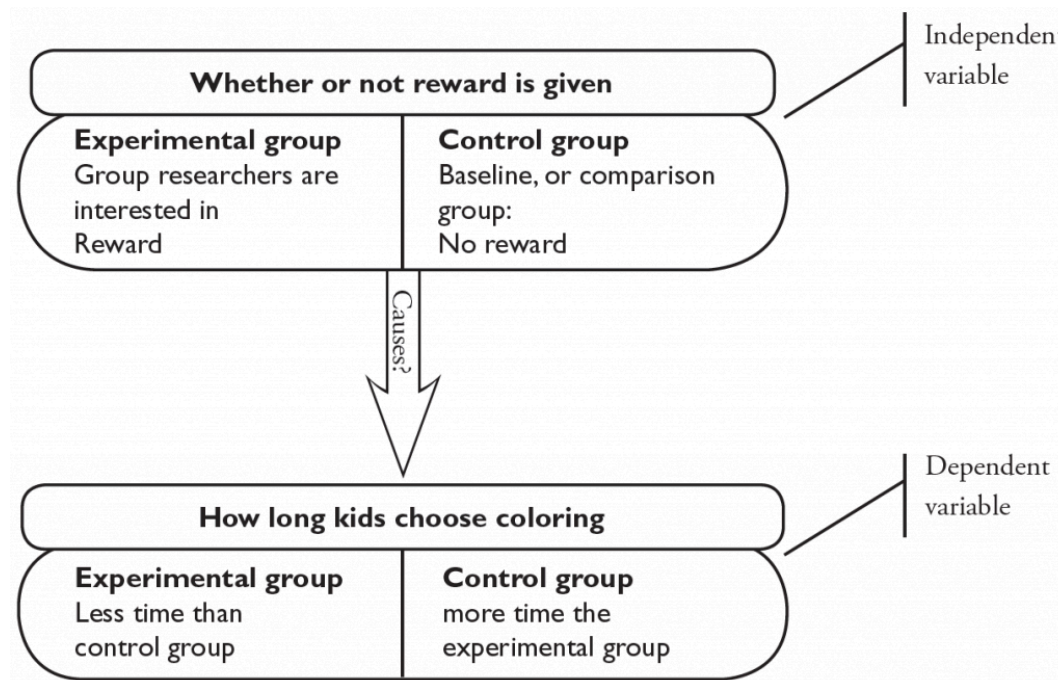 Independent
variable
Whether or not reward is given
Experimental group
Group researchers are
interested in
Reward
Control group
Baseline, or comparison
group:
No reward
Causes?
Dependent
variable
How long kids choose coloring
Experimental group
Less time than
control group
Control group
more time the
experimental group